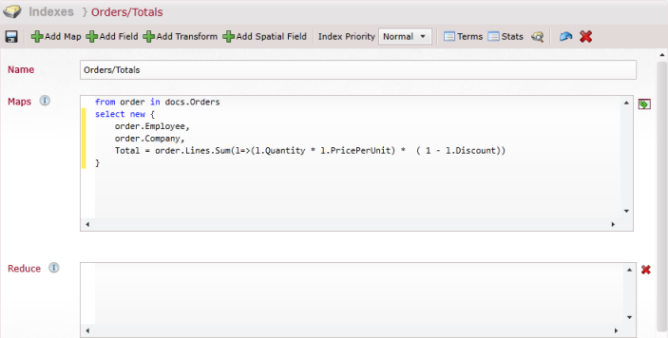 Indexes } Orders/Totals
Add Map Add Field Add Transform Add Spatial Field Index Priority Normal Terms Stats
Name Orders/Totals
Maps
from order in docs.Orders
select new {
order.Employee,
order.Company,
Total = order.Lines.Sum(l=>(l.Quantity * l.PricePerUnit) * ( 1 - l.Discount))
}
Reduce